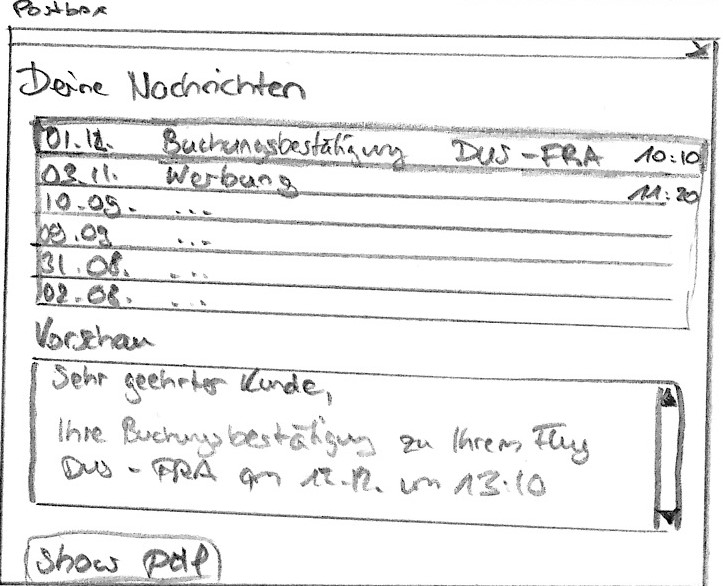 Postbox
X
Deine Nachrichten
01.12. Buchungsbestätigung DUS-FRA 10:10
02.11. Werbung 11:20
10.09. ...
09.09 ...
31.08. ...
02.08. ...
Vorschau
Sehr geehrter Kunde,
Ihre Buchungsbestätigung zu Ihrem Flug
DUS - FRA am 12.12. um 13:10
Show pdf